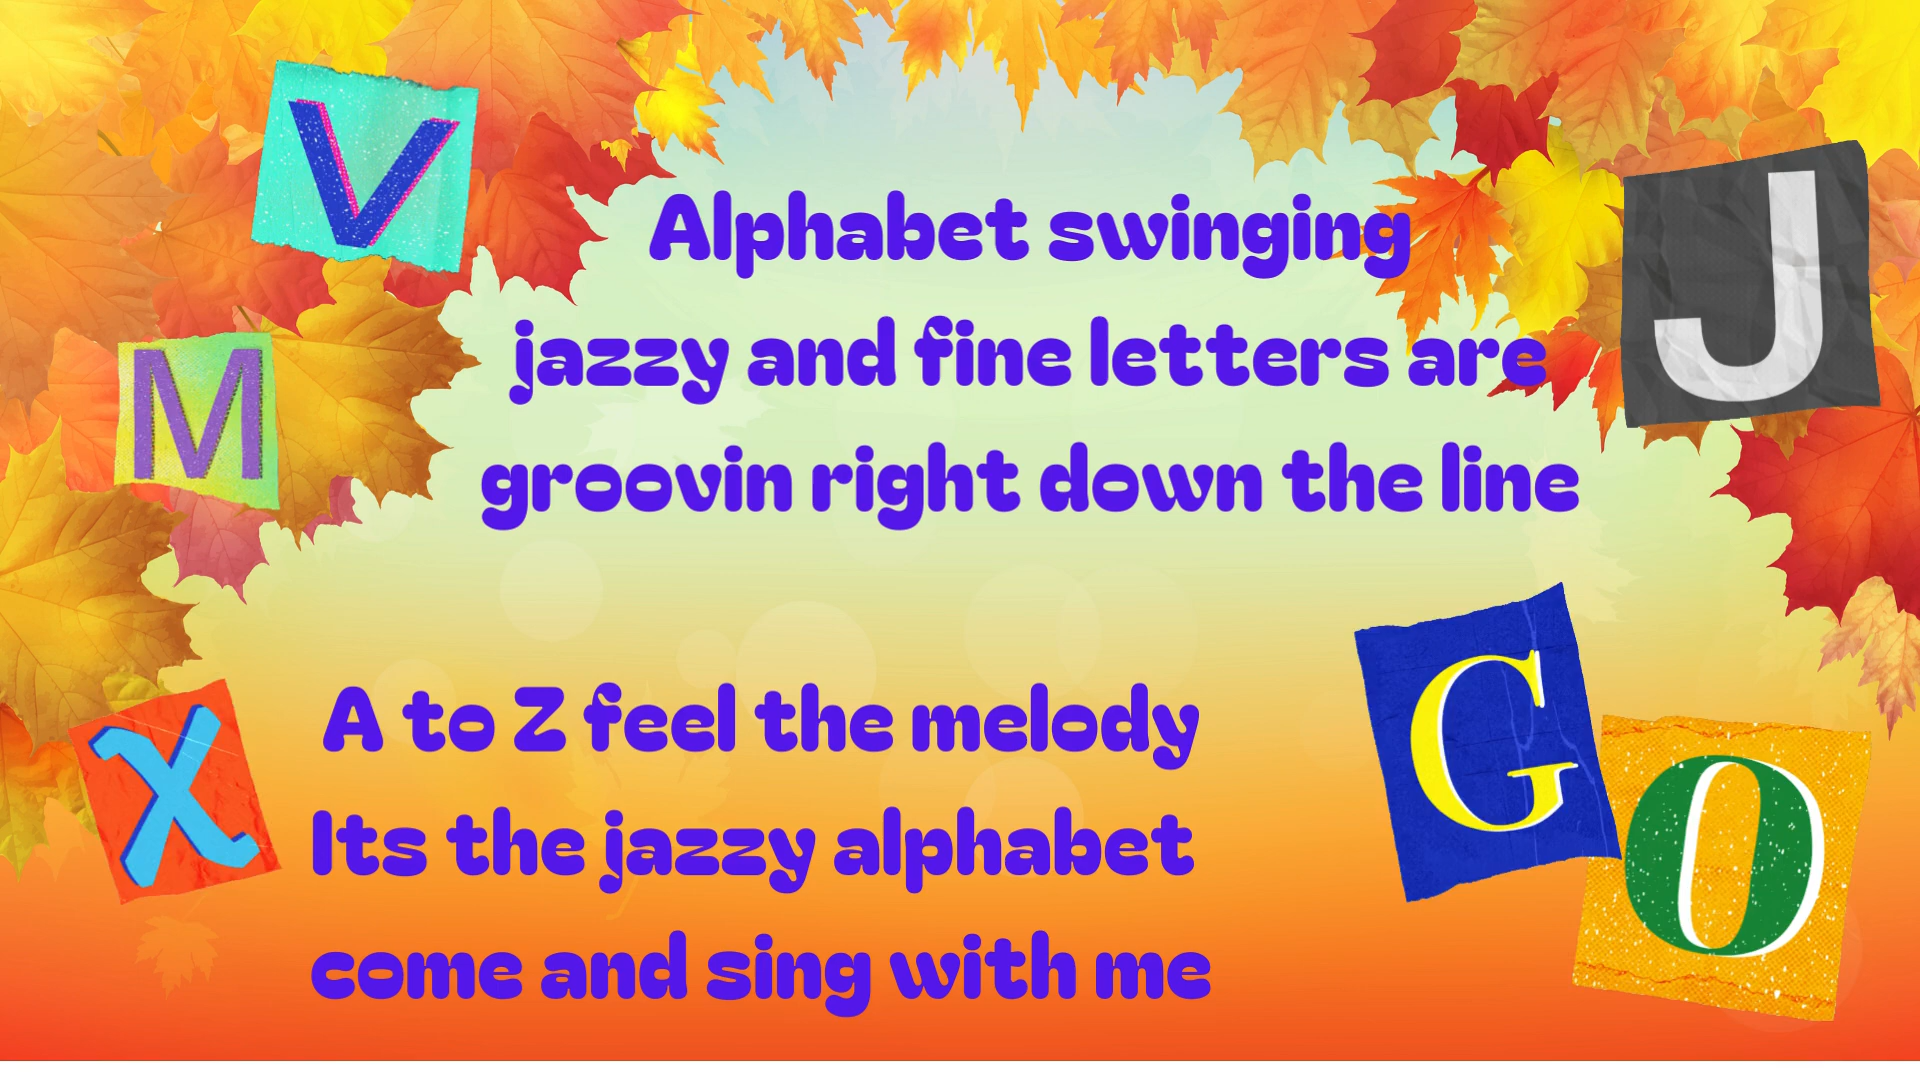 V
J
Alphabet swinging
jazzy and fine letters are
groovin right down the line
M
G
O
X
A to Z feel the melody
Its the jazzy alphabet
come and sing with me